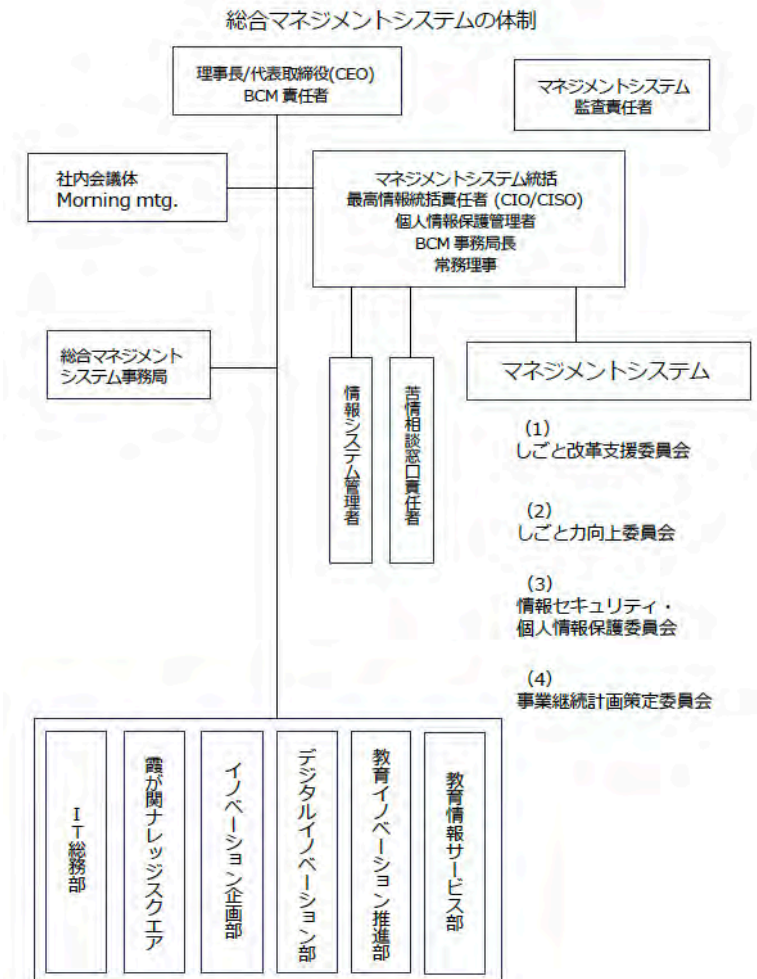 総合マネジメントシステムの体制
理事長/代表取締役(CEO)
BCM 責任者
マネジメントシステム
監査責任者
社内会議体
Morning mtg.
マネジメントシステム統括
最高情報統括責任者 (CIO/CISO)
個人情報保護管理者
BCM 事務局長
常務理事
総合マネジメント
システム事務局
情報システム管理者
苦情相談窓口責任者
マネジメントシステム
(1)
しごと改革支援委員会
(2)
しごと力向上委員会
(3)
情報セキュリティ・
個人情報保護委員会
(4)
事業継続計画策定委員会
IT総務部
霞が関ナレッジスクエア
イノベーション企画部
デジタルイノベーション部
教育イノベーション推進部
教育情報サービス部